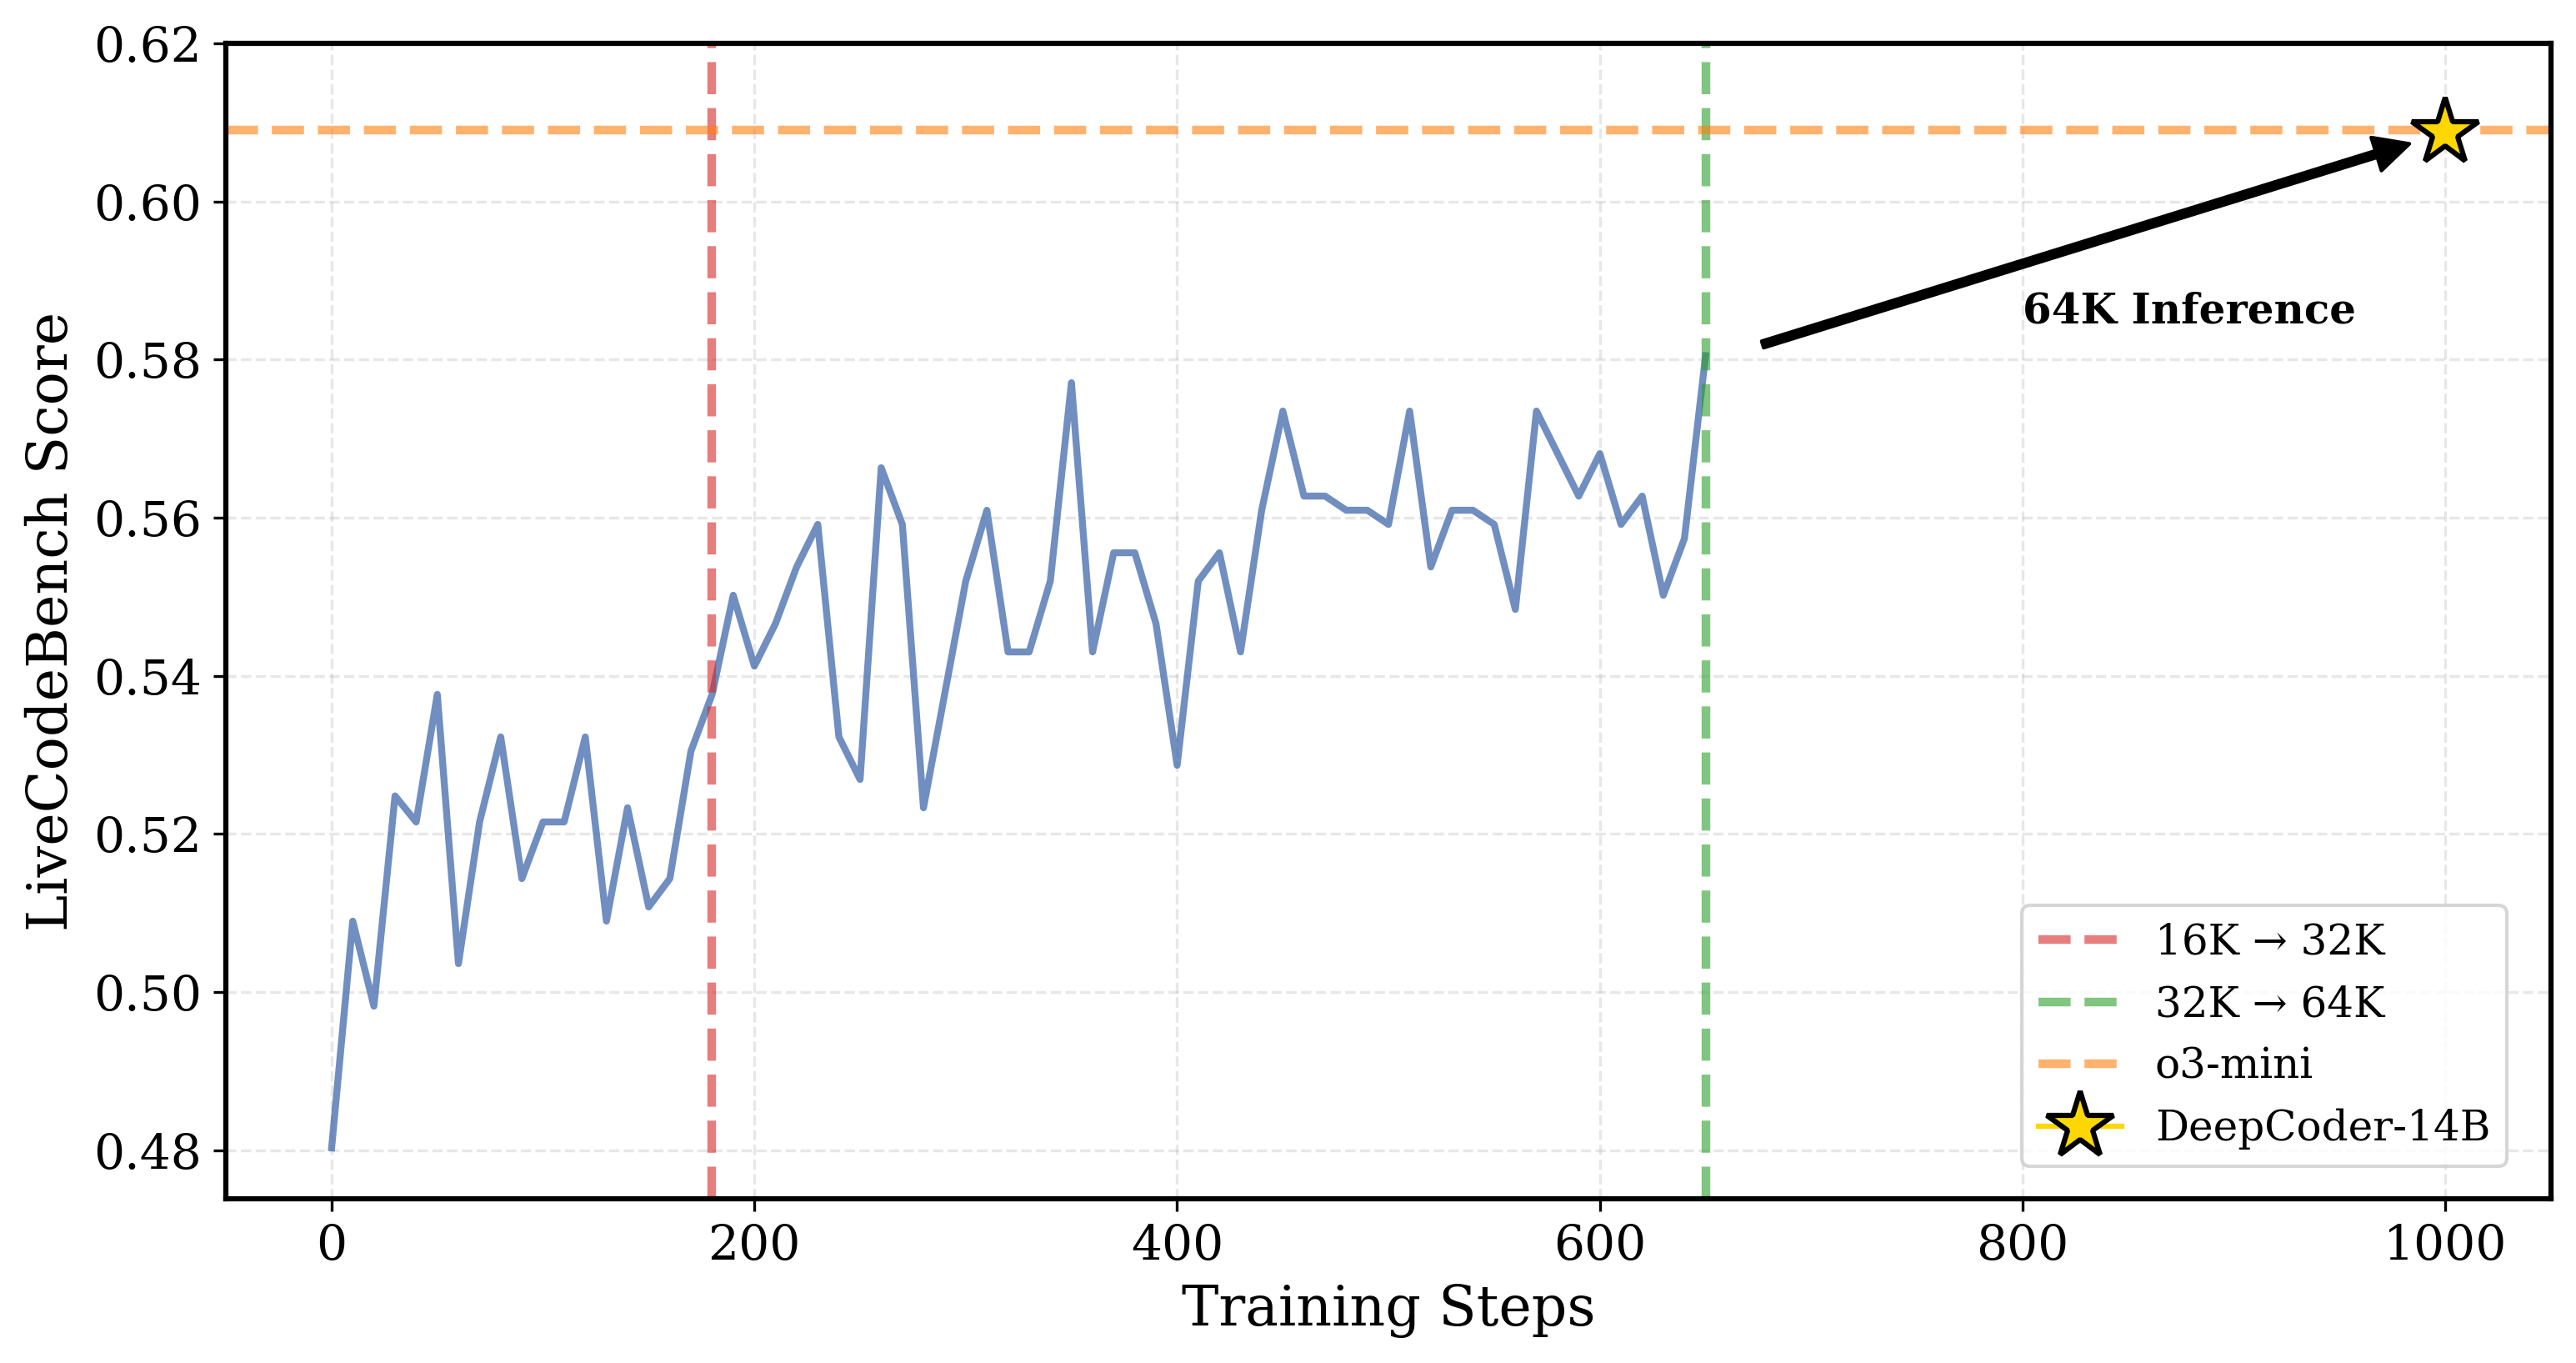 0.62
0.60
0.58
0.56
0.54
0.52
0.50
0.48
LiveCodeBench Score
64K Inference
16K → 32K
32K → 64K
o3-mini
DeepCoder-14B
0 200 400 600 800 1000
Training Steps